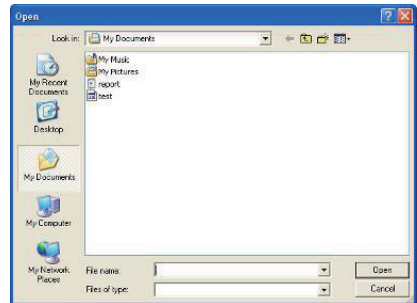 Open
Look in:
My Documents
My Music
My Pictures
report
test
My Recent
Documents
Desktop
My Documents
My Computer
My Network
Places
File name:
Open
Files of type:
Cancel